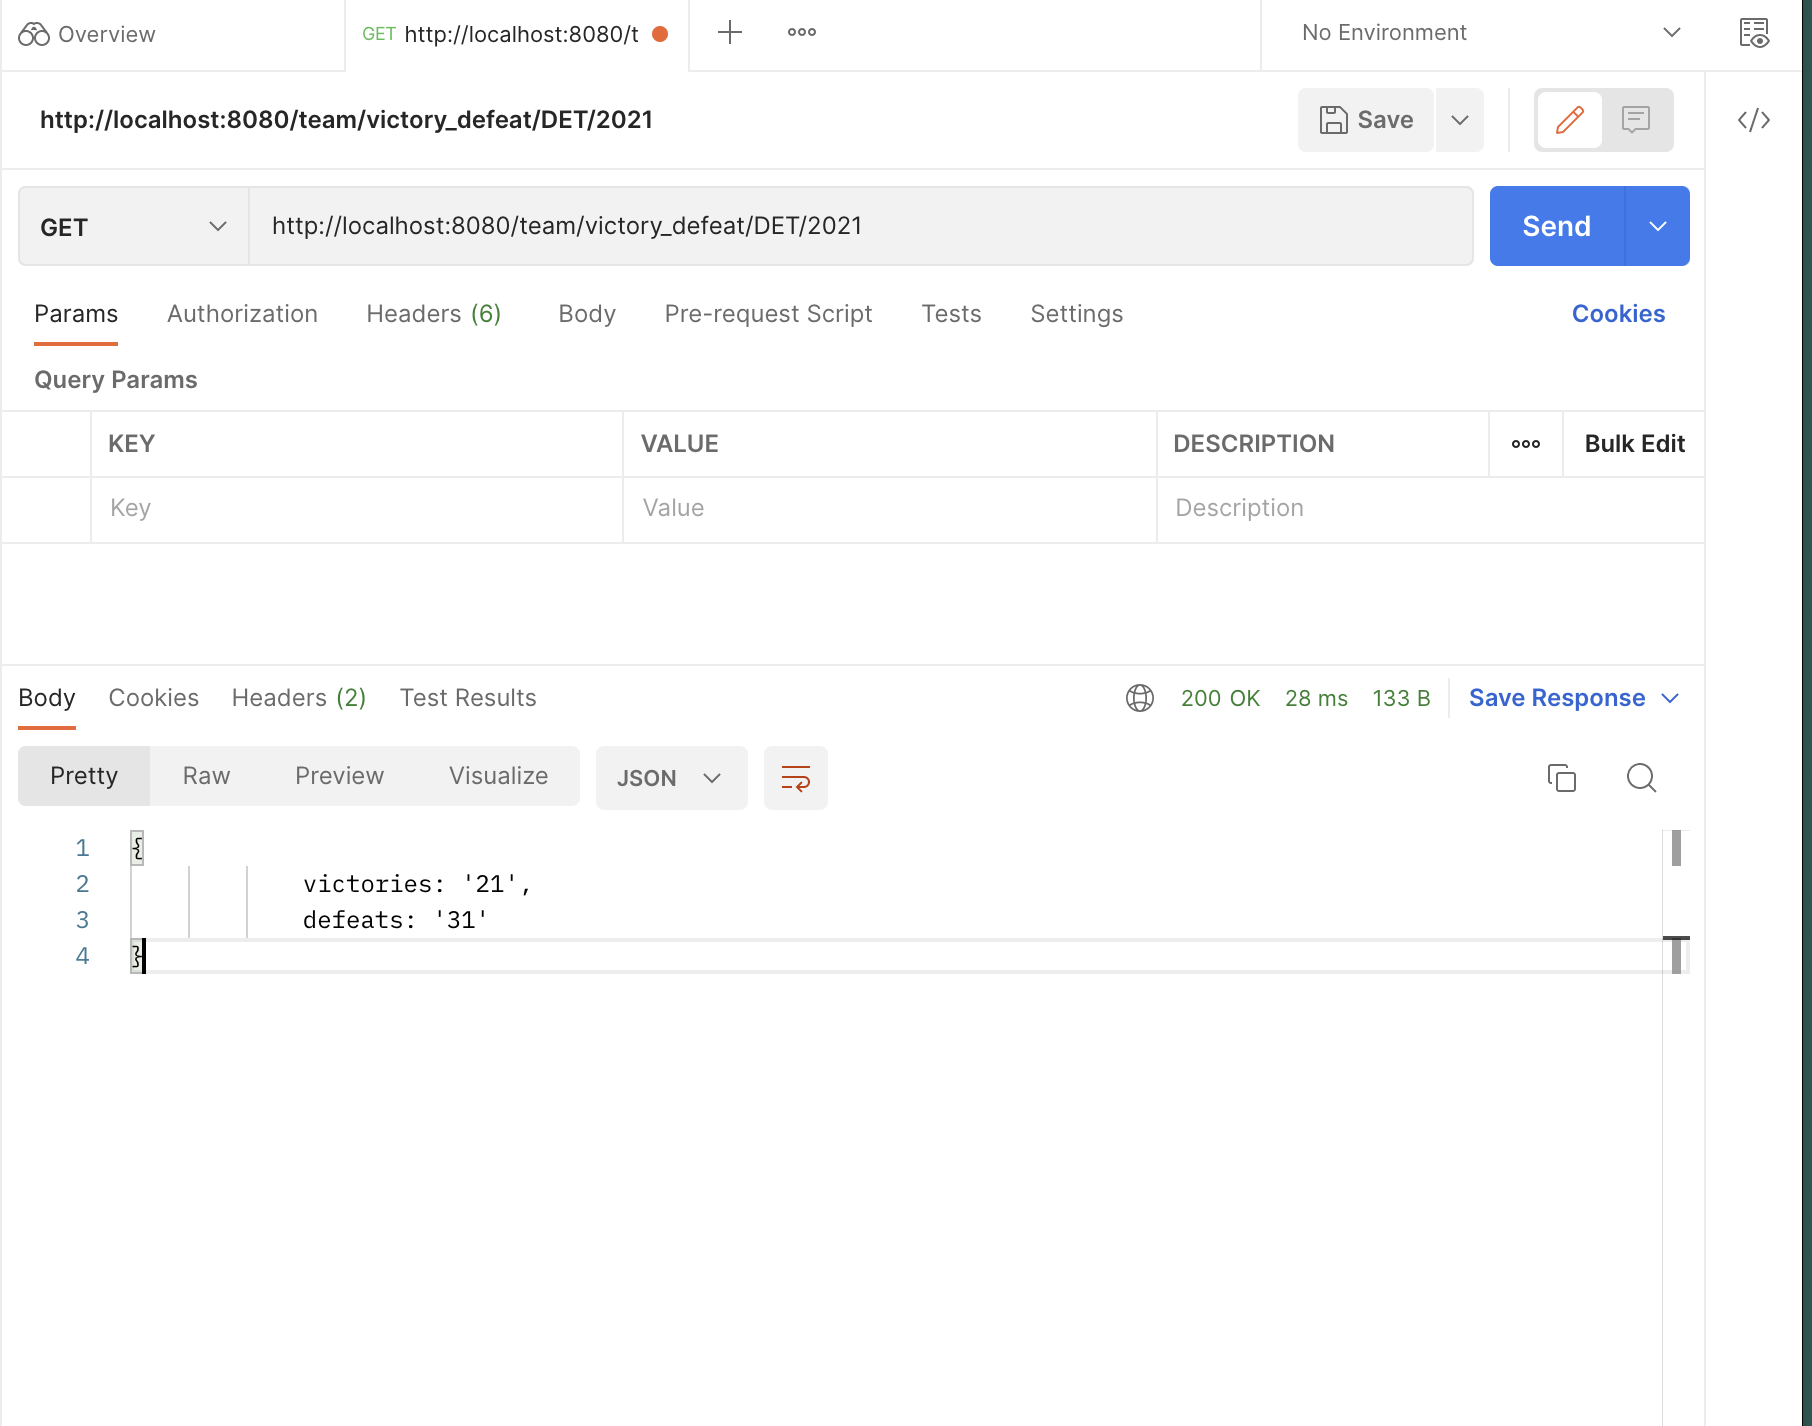 Overview
GET http://localhost:8080/t
No Environment
http://localhost:8080/team/victory_defeat/DET/2021
Save
GET
http://localhost:8080/team/victory_defeat/DET/2021
Send
Params Authorization Headers (6) Body Pre-request Script Tests Settings Cookies
Query Params
KEY VALUE DESCRIPTION Bulk Edit
Key Value Description
Body Cookies Headers (2) Test Results 200 OK 28 ms 133 B Save Response
Pretty Raw Preview Visualize JSON
1 {
2 victories: '21',
3 defeats: '31'
4 }